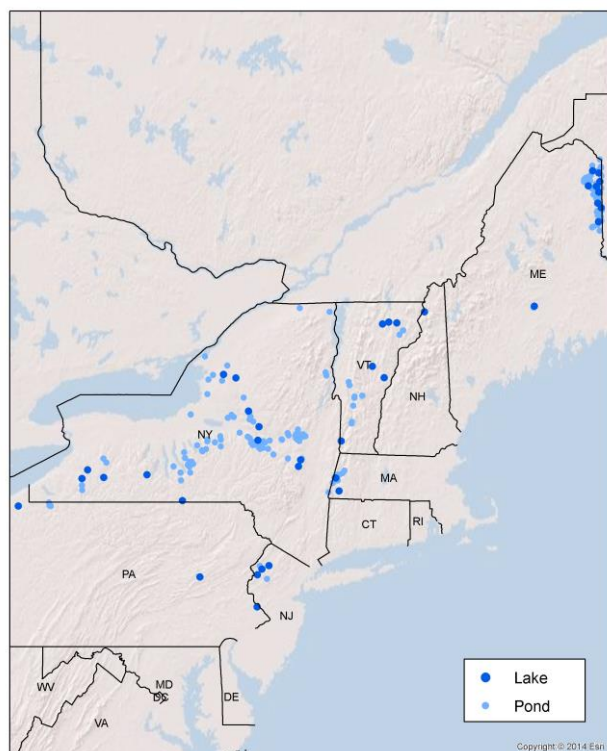 ME
VT
NH
NY
MA
CT
RI
PA
NJ
WV
MD
DC
DE
VA
Lake
Pond
Copyright © 2014 Esri